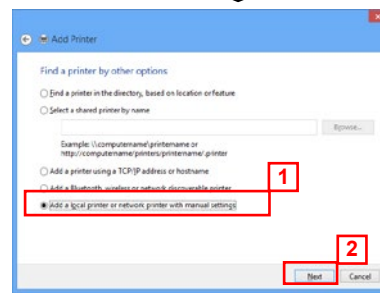 Add Printer
Find a printer by other options
Find a printer in the directory, based on location or feature
Select a shared printer by name
Browse...
Example: \\computername\printername or
http://computername/printers/printername/.printer
Add a printer using a TCP/IP address or hostname
1
Add a Bluetooth, wireless or network discoverable printer
Add a local printer or network printer with manual settings
2
Next Cancel